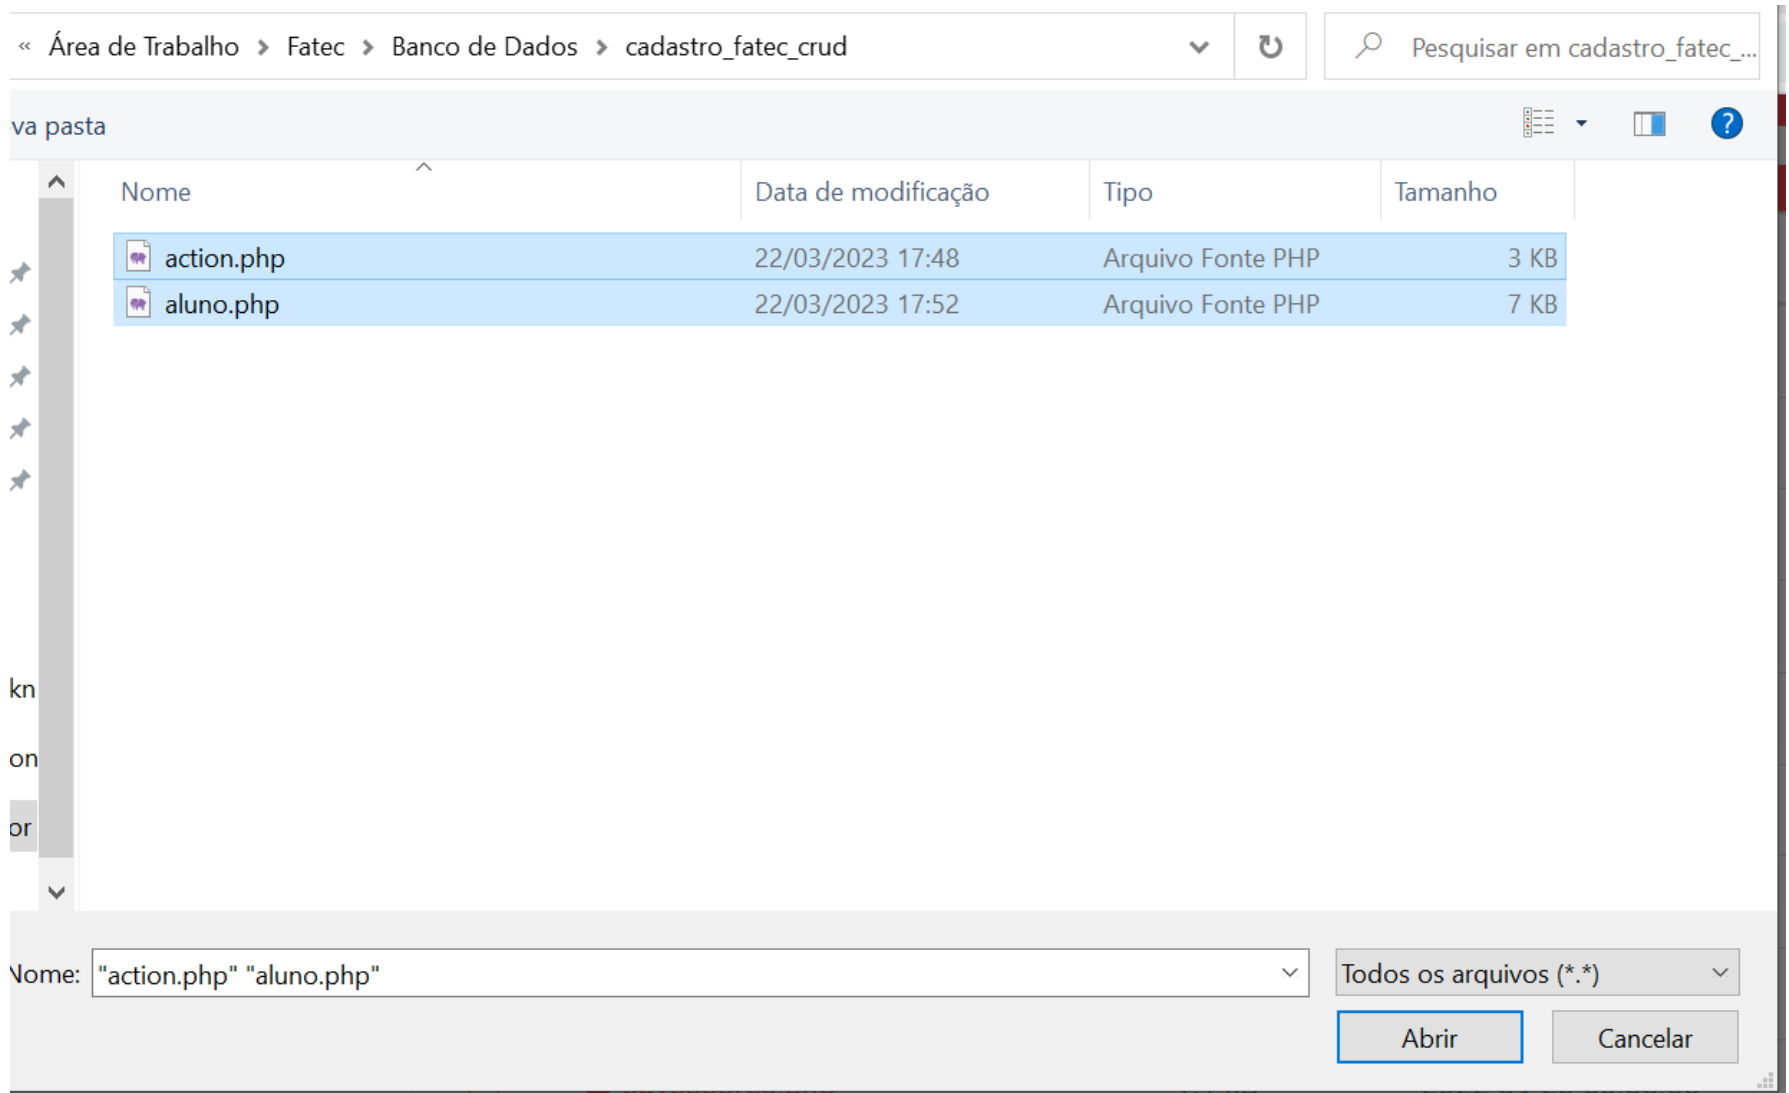 « Área de Trabalho > Fatec > Banco de Dados > cadastro_fatec_crud
Pesquisar em cadastro_fatec_...
va pasta
?
Nome Data de modificação Tipo Tamanho
action.php 22/03/2023 17:48 Arquivo Fonte PHP 3 KB
aluno.php 22/03/2023 17:52 Arquivo Fonte PHP 7 KB
kn
on
or
Nome: "action.php" "aluno.php"
Todos os arquivos (*.*)
Abrir Cancelar